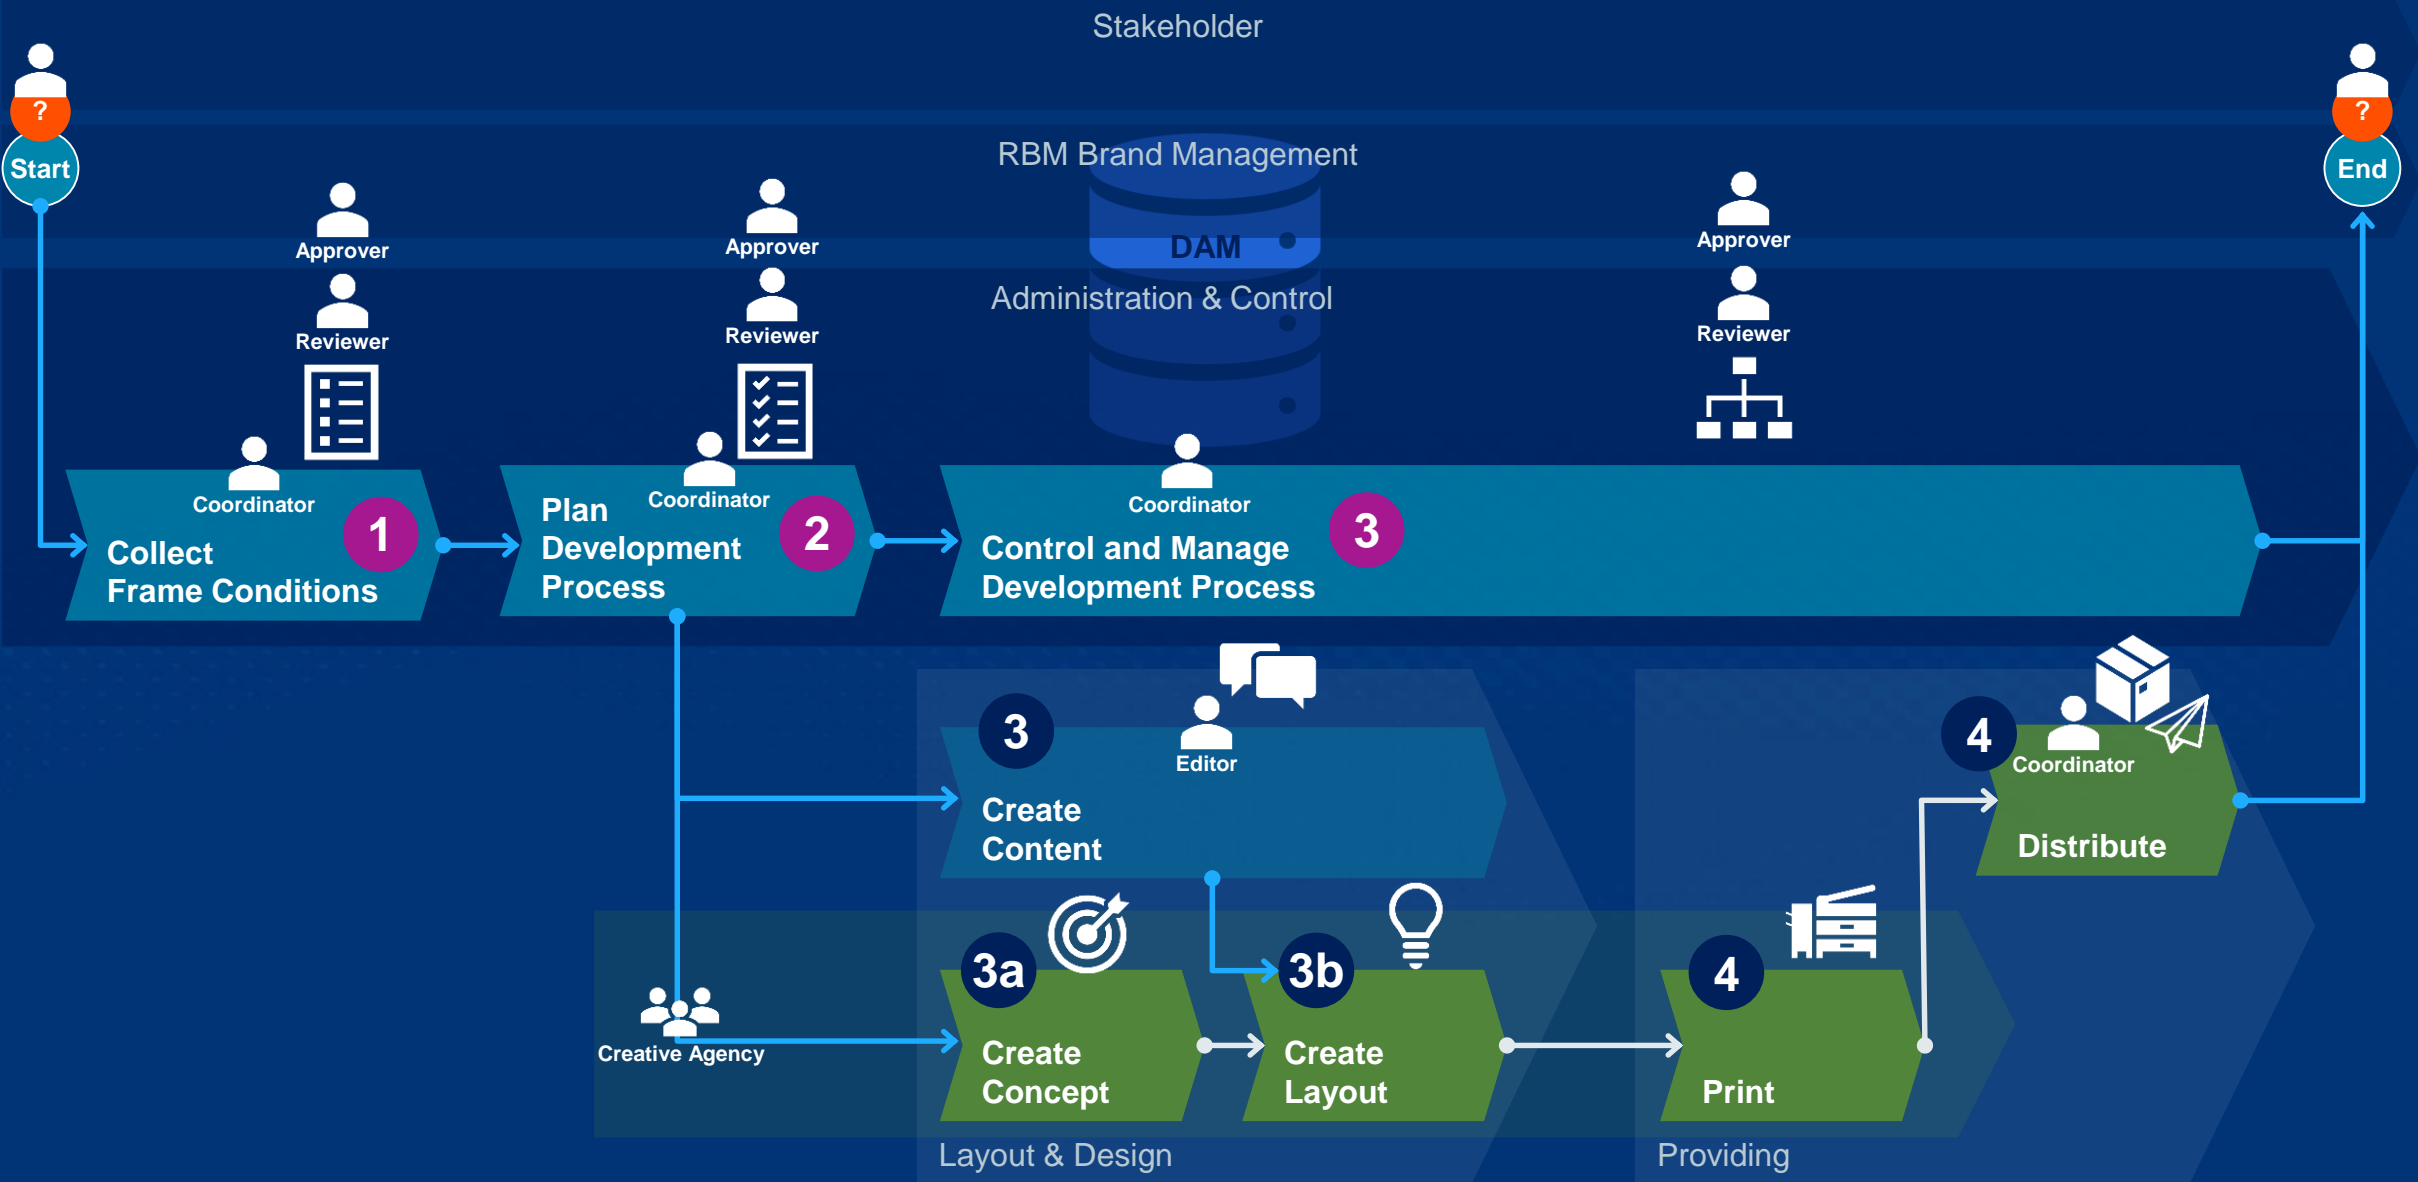 Stakeholder
?
?
Start
RBM Brand Management
End
Approver
Approver
DAM
Approver
Reviewer
Reviewer
Administration & Control
Reviewer
Coordinator
1
Collect
Frame Conditions
Coordinator
Plan
Development
Process
2
Coordinator
3
Control and Manage
Development Process
3
Editor
Create
Content
4
Coordinator
Distribute
Creative Agency
3a
Create
Concept
3b
Create
Layout
4
Print
Layout & Design
Providing